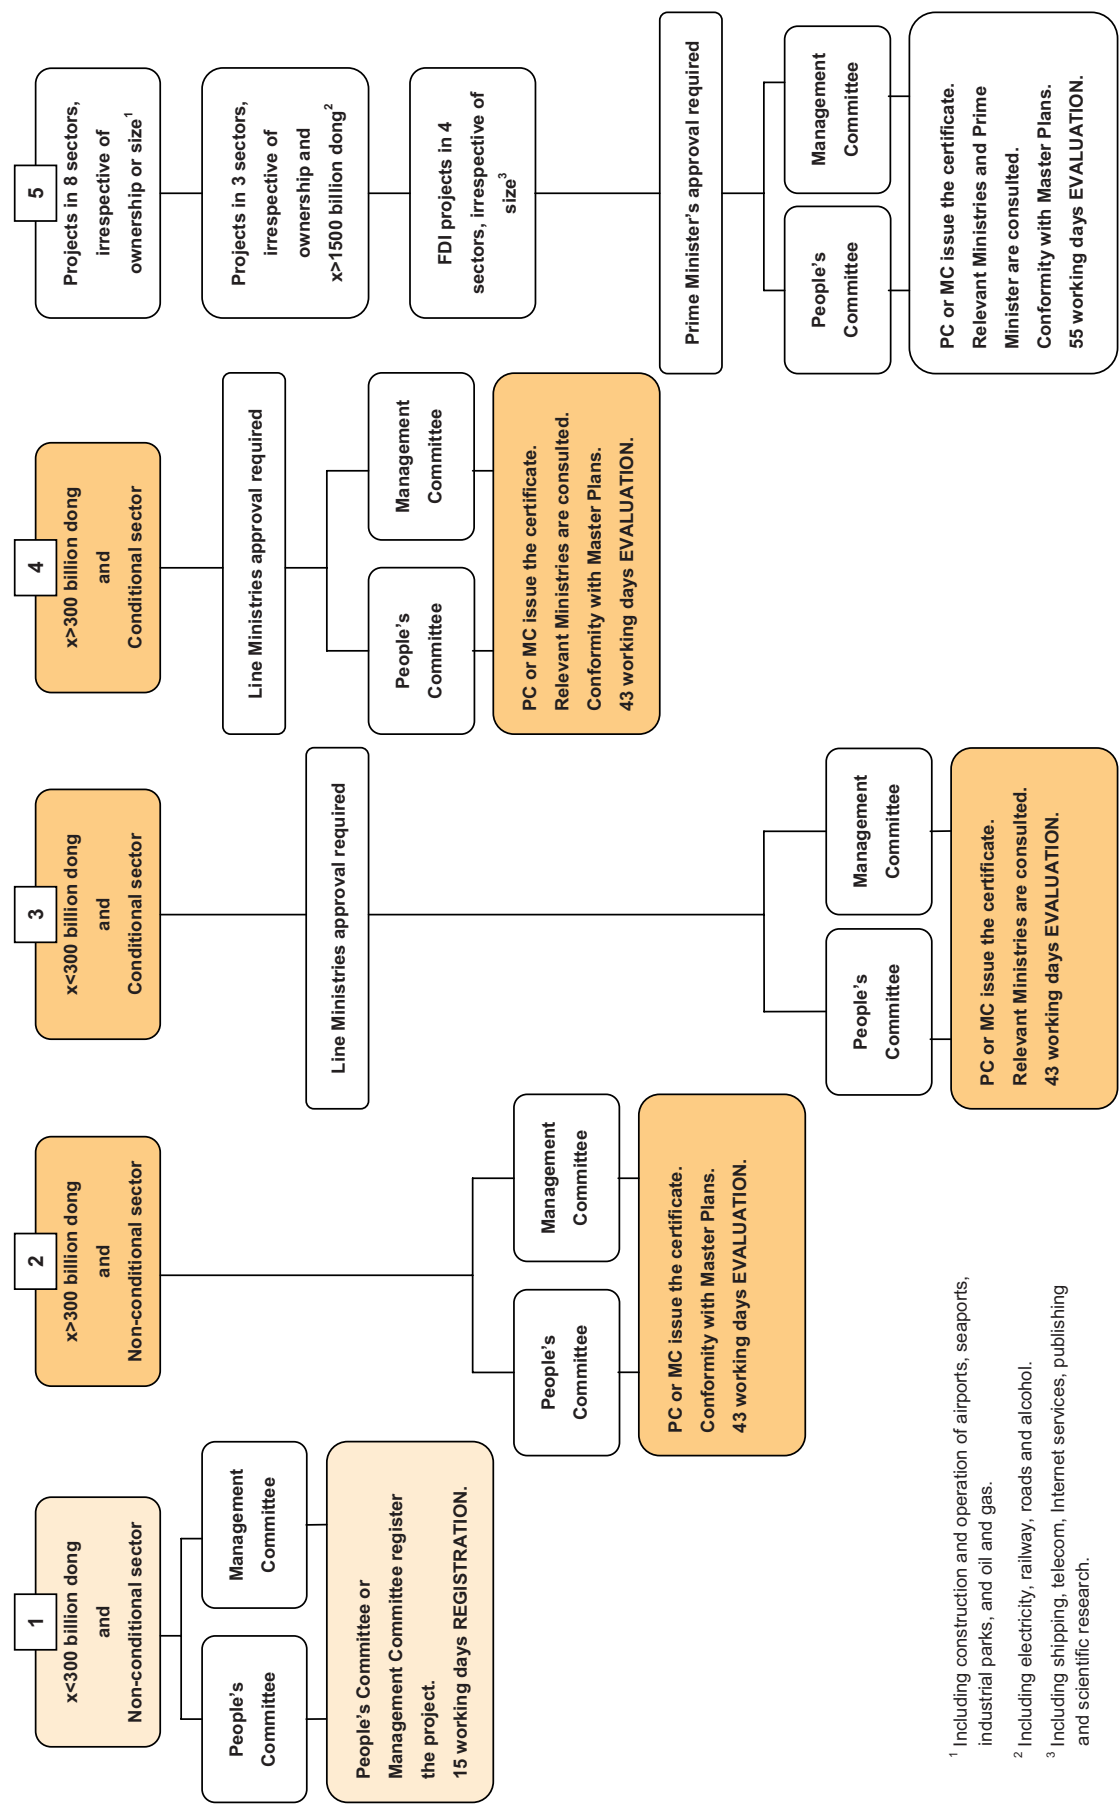 1
x<300 billion dong
and
Non-conditional sector
People's
Committee
Management
Committee
People's Committee or
Management Committee register
the project.
15 working days REGISTRATION.
2
x>300 billion dong
and
Non-conditional sector
People's
Committee
Management
Committee
PC or MC issue the certificate.
Conformity with Master Plans.
43 working days EVALUATION.
3
x<300 billion dong
and
Conditional sector
Line Ministries approval required
People's
Committee
Management
Committee
PC or MC issue the certificate.
Relevant Ministries are consulted.
43 working days EVALUATION.
4
x>300 billion dong
and
Conditional sector
Line Ministries approval required
People's
Committee
Management
Committee
PC or MC issue the certificate.
Relevant Ministries are consulted.
Conformity with Master Plans.
43 working days EVALUATION.
5
Projects in 8 sectors,
irrespective of
ownership or size¹
Projects in 3 sectors,
irrespective of
ownership and
x>1500 billion dong²
FDI projects in 4
sectors, irrespective of
size³
Prime Minister's approval required
People's
Committee
Management
Committee
PC or MC issue the certificate.
Relevant Ministries and Prime
Minister are consulted.
Conformity with Master Plans.
55 working days EVALUATION.
¹ Including construction and operation of airports, seaports,
industrial parks, and oil and gas.
² Including electricity, railway, roads and alcohol.
³ Including shipping, telecom, Internet services, publishing
and scientific research.